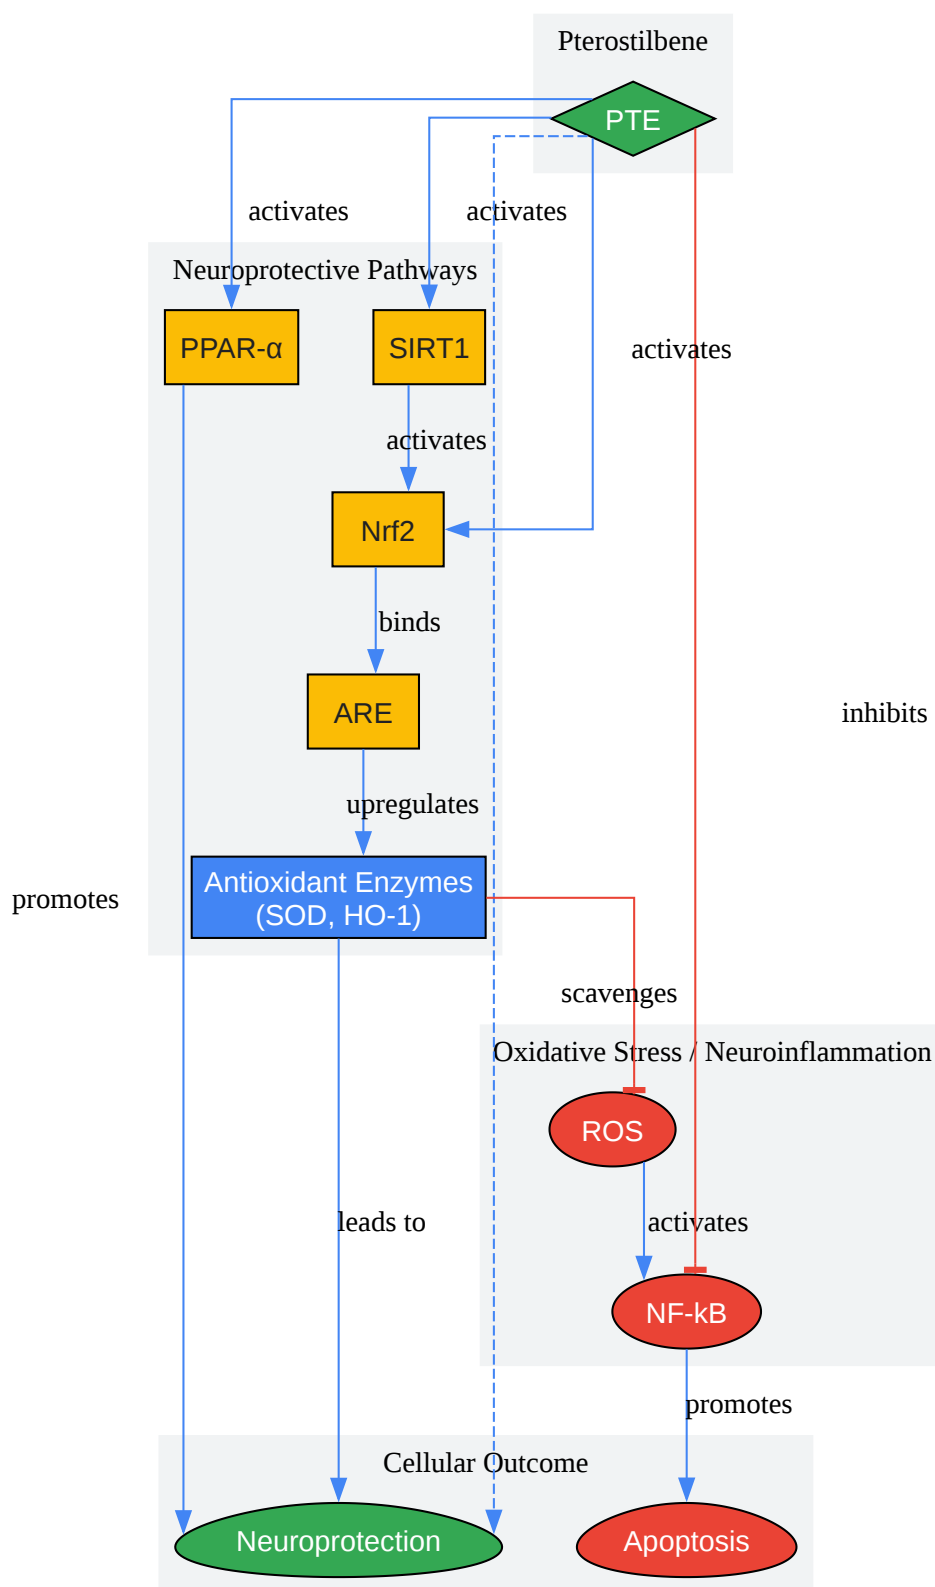 Pterostilbene
PTE
activates
activates
Neuroprotective Pathways
PPAR-α
SIRT1
activates
activates
Nrf2
binds
ARE
inhibits
upregulates
Antioxidant Enzymes
(SOD, HO-1)
promotes
scavenges
Oxidative Stress / Neuroinflammation
ROS
leads to
activates
NF-kB
promotes
Cellular Outcome
Neuroprotection
Apoptosis